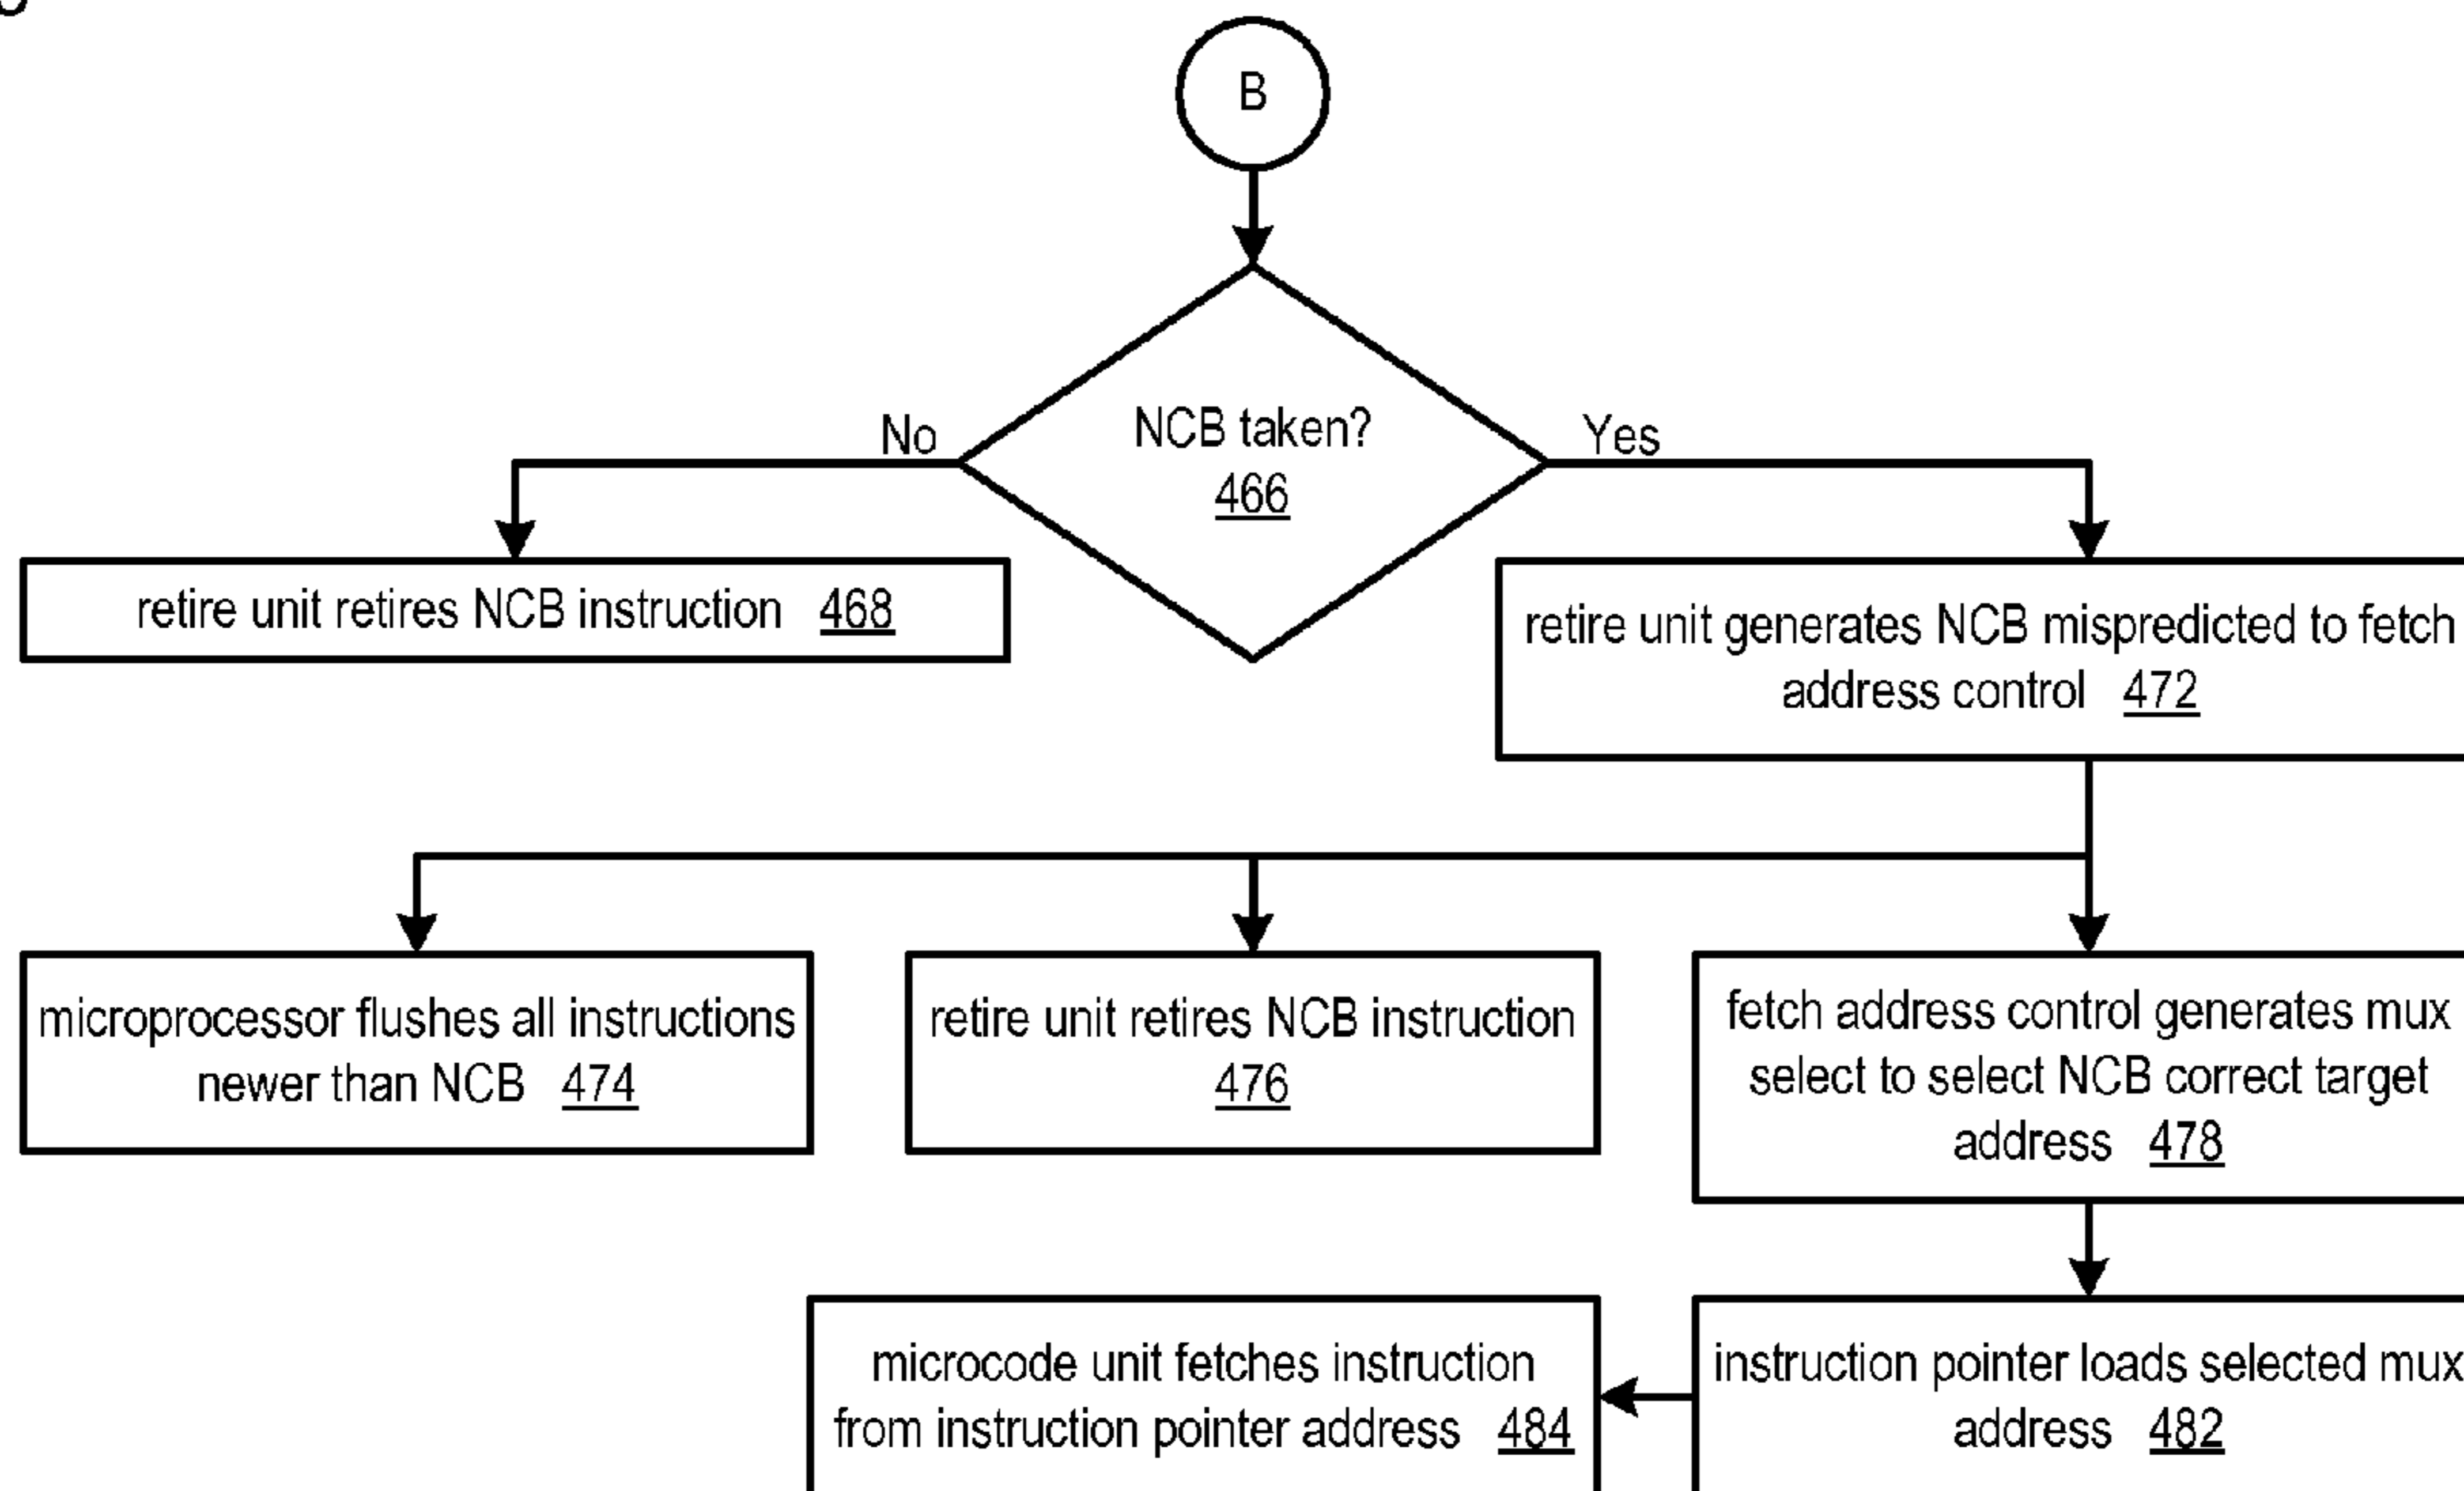 B
NCB taken?
466
No
Yes
retire unit retires NCB instruction 468
retire unit generates NCB mispredicted to fetch
address control 472
microprocessor flushes all instructions
newer than NCB 474
retire unit retires NCB instruction
476
fetch address control generates mux
select to select NCB correct target
address 478
microcode unit fetches instruction
from instruction pointer address 484
instruction pointer loads selected mux
address 482